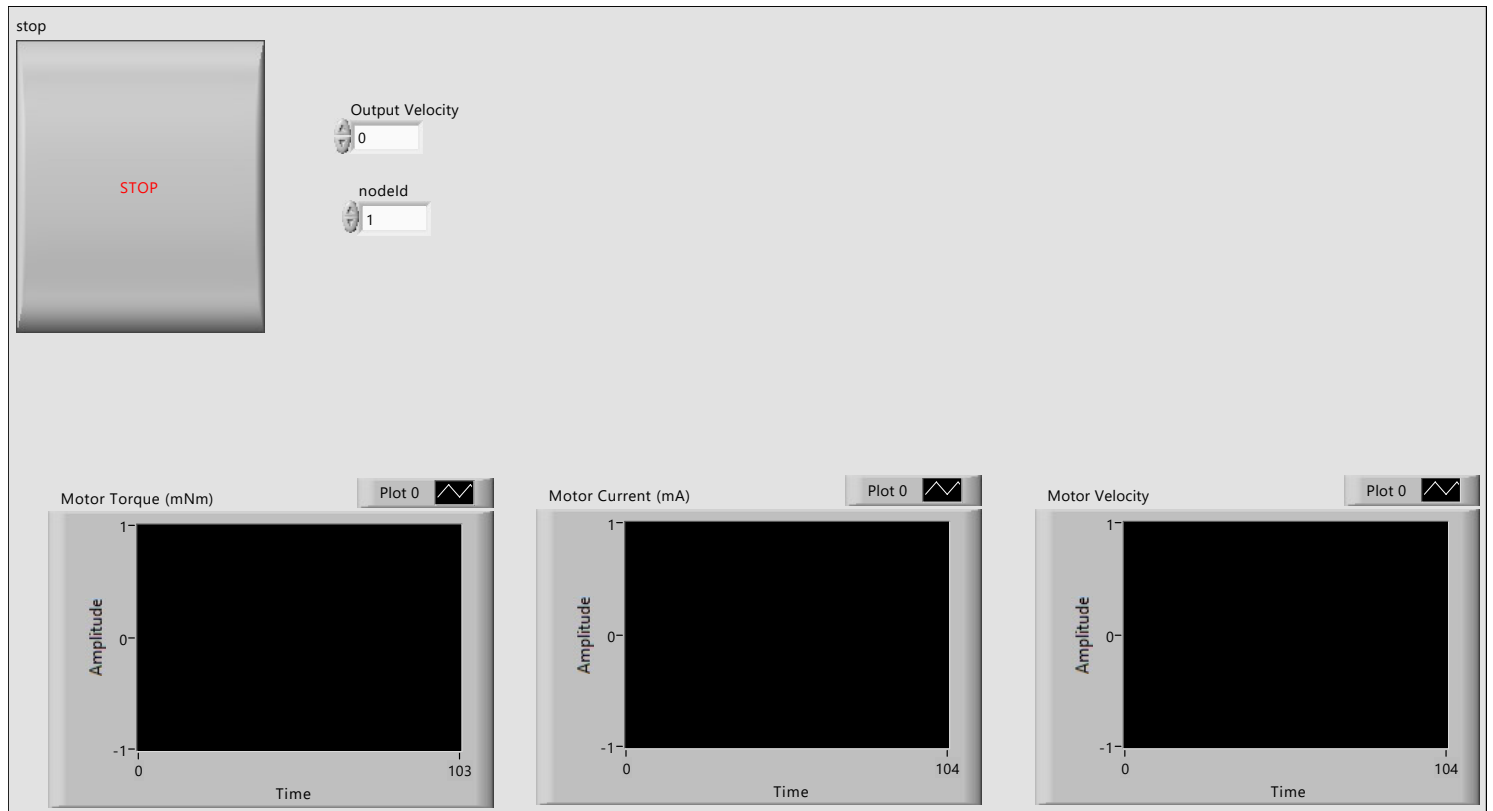 stop
STOP
Output Velocity
0
nodeId
1
Motor Torque (mNm)
Plot 0
1
0
-1
Amplitude
0
103
Time
Motor Current (mA)
Plot 0
1
0
-1
Amplitude
0
104
Time
Motor Velocity
Plot 0
1
0
-1
Amplitude
0
104
Time